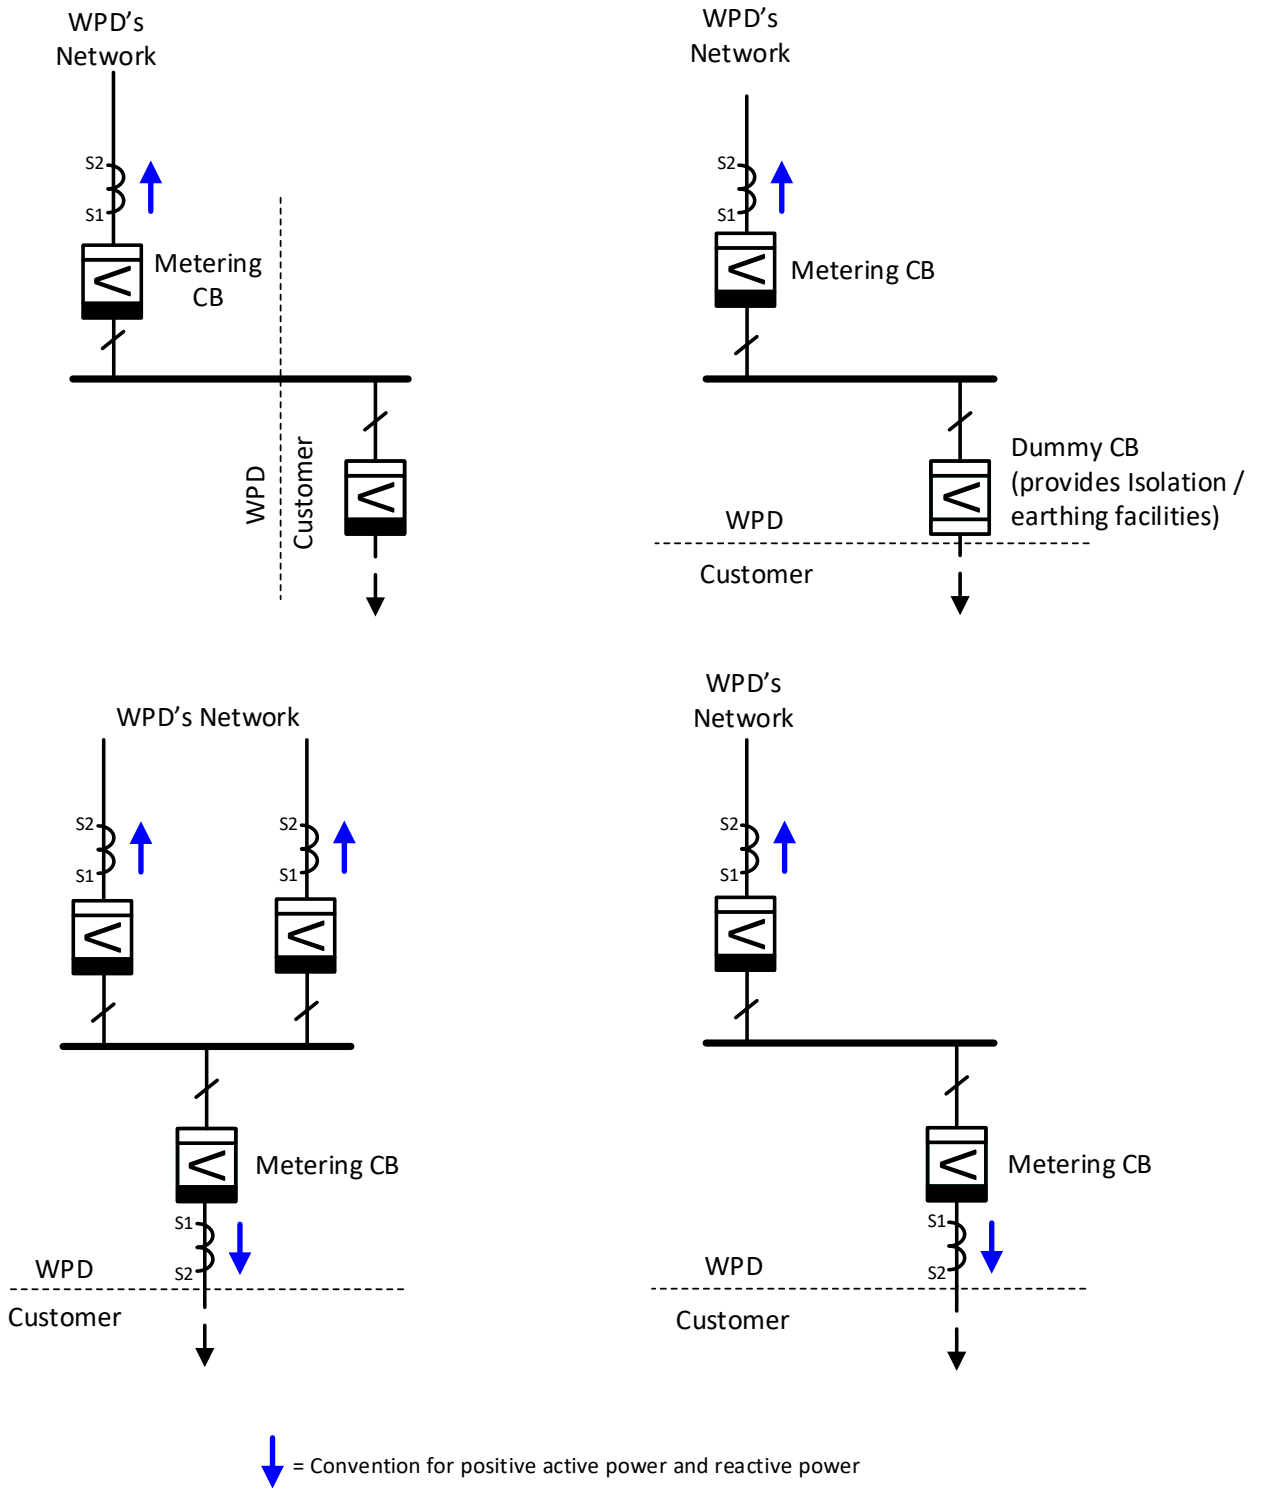 WPD's
Network
S2
S1
Metering
CB
WPD
Customer
WPD's
Network
S2
S1
Metering CB
Dummy CB
(provides Isolation /
earthing facilities)
WPD
Customer
WPD's Network
S2
S1
S2
S1
Metering CB
S1
S2
WPD
Customer
WPD's
Network
S2
S1
Metering CB
S1
S2
WPD
Customer
= Convention for positive active power and reactive power